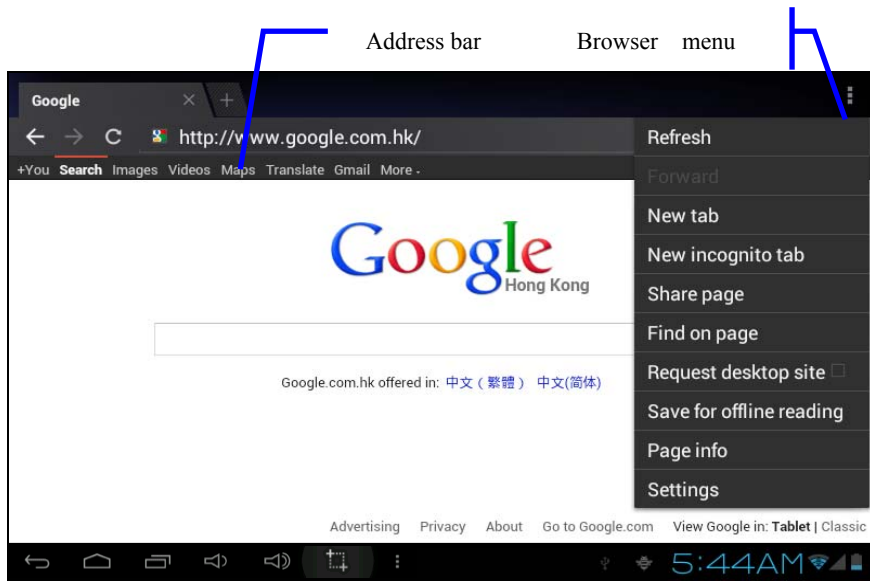 Address bar Browser menu
Google
http://www.google.com.hk/
+You Search Images Videos Maps Translate Gmail More
Refresh
Forward
New tab
New incognito tab
Share page
Find on page
Request desktop site
Save for offline reading
Page info
Settings
Google
Hong Kong
Google.com.hk offered in: 中文（繁體） 中文(简体)
Advertising Privacy About Go to Google.com View Google in: Tablet | Classic
5:44AM